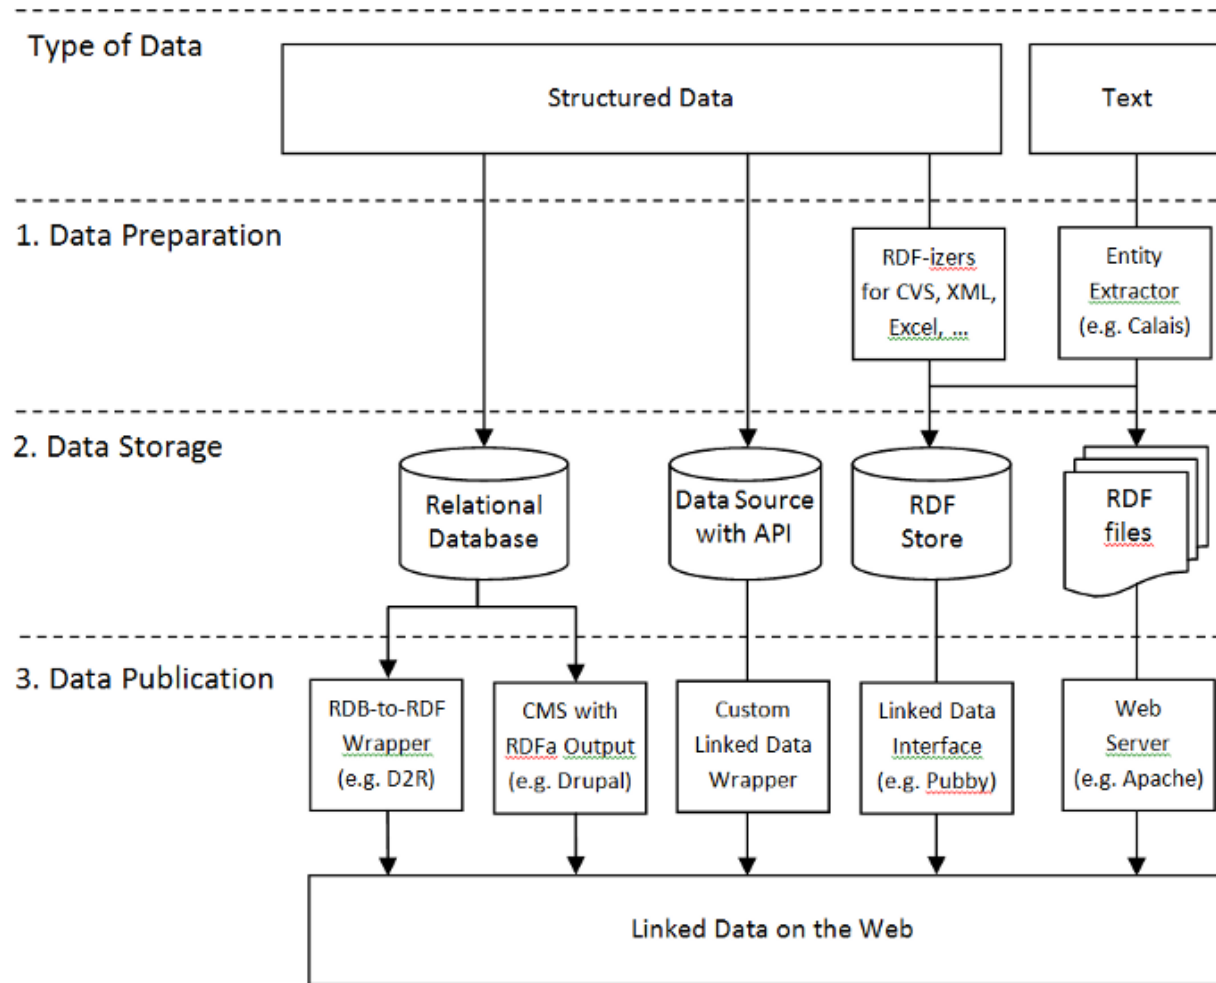 Type of Data
Structured Data
Text
1. Data Preparation
RDF-izers
for CVS, XML,
Excel, ...
Entity
Extractor
(e.g. Calais)
2. Data Storage
Relational
Database
Data Source
with API
RDF
Store
RDF
files
3. Data Publication
RDB-to-RDF
Wrapper
(e.g. D2R)
CMS with
RDFa Output
(e.g. Drupal)
Custom
Linked Data
Wrapper
Linked Data
Interface
(e.g. Pubby)
Web
Server
(e.g. Apache)
Linked Data on the Web